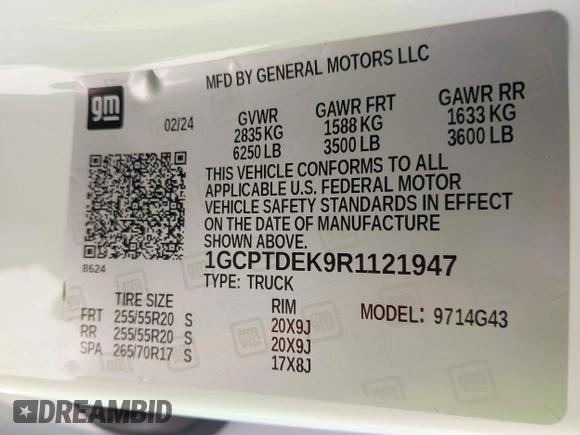 MFD BY GENERAL MOTORS LLC
gm
02/24
GVWR
2835 KG
6250 LB
GAWR FRT
1588 KG
3500 LB
GAWR RR
1633 KG
3600 LB
THIS VEHICLE CONFORMS TO ALL
APPLICABLE U.S. FEDERAL MOTOR
VEHICLE SAFETY STANDARDS IN EFFECT
ON THE DATE OF MANUFACTURE
SHOWN ABOVE.
8624
1GCPTDEK9R1121947
TYPE: TRUCK
TIRE SIZE
RIM
MODEL: 9714G43
FRT 255/55R20 S 20X9J
RR 255/55R20 S 20X9J
SPA 265/70R17 S 17X8J
DREAMBID